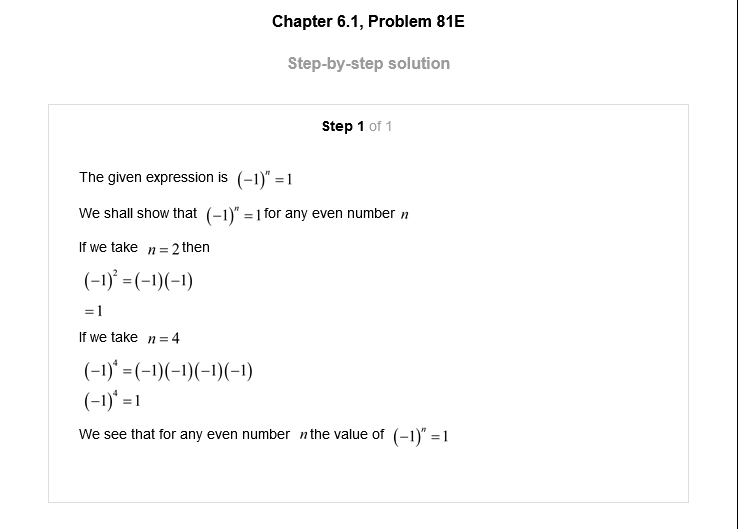 Chapter 6.1, Problem 81E
Step-by-step solution
Step 1 of 1
The given expression is (−1)ⁿ = 1
We shall show that (−1)ⁿ = 1 for any even number n
If we take n = 2 then
(−1)² = (−1)(−1)
= 1
If we take n = 4
(−1)⁴ = (−1)(−1)(−1)(−1)
(−1)⁴ = 1
We see that for any even number n the value of (−1)ⁿ = 1